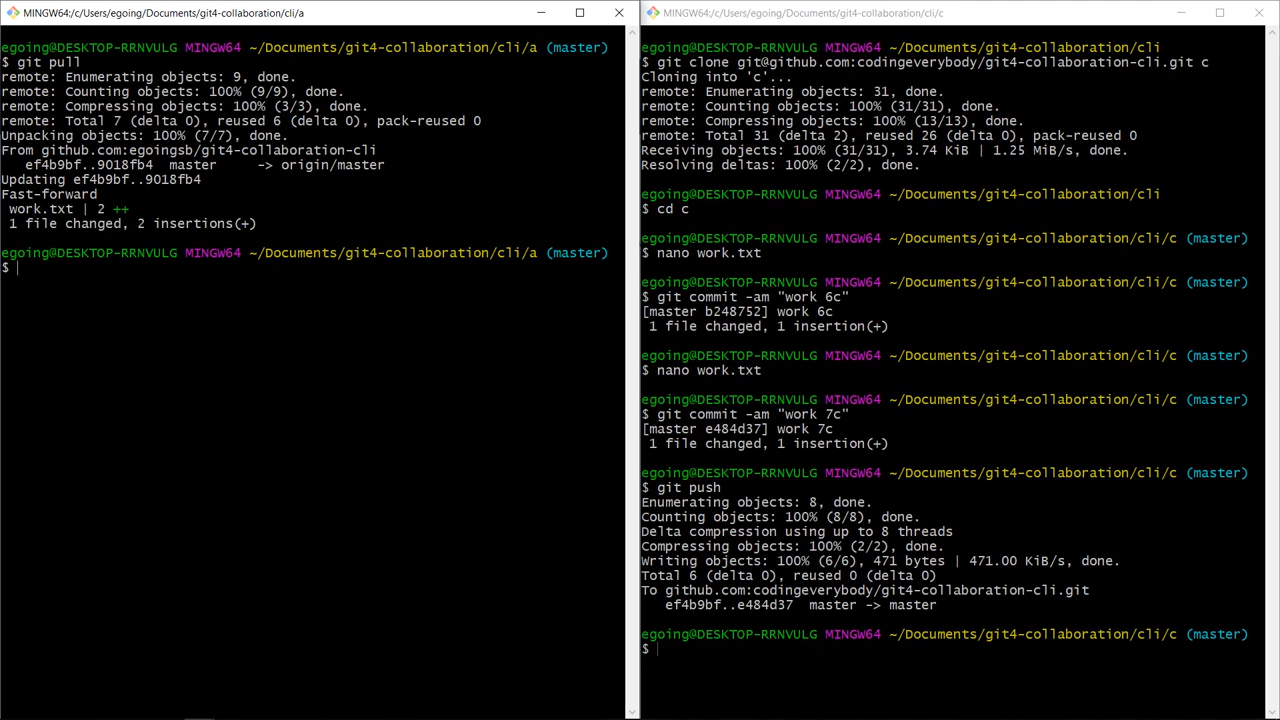 MINGW64:/c/Users/egoing/Documents/git4-collaboration/cli/a
egoing@DESKTOP-RRNVULG MINGW64 ~/Documents/git4-collaboration/cli/a (master)
$ git pull
remote: Enumerating objects: 9, done.
remote: Counting objects: 100% (9/9), done.
remote: Compressing objects: 100% (3/3), done.
remote: Total 7 (delta 0), reused 6 (delta 0), pack-reused 0
Unpacking objects: 100% (7/7), done.
From github.com:egoingsb/git4-collaboration-cli
   ef4b9bf..9018fb4  master     -> origin/master
Updating ef4b9bf..9018fb4
Fast-forward
 work.txt | 2 ++
 1 file changed, 2 insertions(+)
egoing@DESKTOP-RRNVULG MINGW64 ~/Documents/git4-collaboration/cli/a (master)
$
MINGW64:/c/Users/egoing/Documents/git4-collaboration/cli/c
egoing@DESKTOP-RRNVULG MINGW64 ~/Documents/git4-collaboration/cli
$ git clone git@github.com:codingeverybody/git4-collaboration-cli.git c
Cloning into 'c'...
remote: Enumerating objects: 31, done.
remote: Counting objects: 100% (31/31), done.
remote: Compressing objects: 100% (13/13), done.
remote: Total 31 (delta 2), reused 26 (delta 0), pack-reused 0
Receiving objects: 100% (31/31), 3.74 KiB | 1.25 MiB/s, done.
Resolving deltas: 100% (2/2), done.
egoing@DESKTOP-RRNVULG MINGW64 ~/Documents/git4-collaboration/cli
$ cd c
egoing@DESKTOP-RRNVULG MINGW64 ~/Documents/git4-collaboration/cli/c (master)
$ nano work.txt
egoing@DESKTOP-RRNVULG MINGW64 ~/Documents/git4-collaboration/cli/c (master)
$ git commit -am "work 6c"
[master b248752] work 6c
 1 file changed, 1 insertion(+)
egoing@DESKTOP-RRNVULG MINGW64 ~/Documents/git4-collaboration/cli/c (master)
$ nano work.txt
egoing@DESKTOP-RRNVULG MINGW64 ~/Documents/git4-collaboration/cli/c (master)
$ git commit -am "work 7c"
[master e484d37] work 7c
 1 file changed, 1 insertion(+)
egoing@DESKTOP-RRNVULG MINGW64 ~/Documents/git4-collaboration/cli/c (master)
$ git push
Enumerating objects: 8, done.
Counting objects: 100% (8/8), done.
Delta compression using up to 8 threads
Compressing objects: 100% (2/2), done.
Writing objects: 100% (6/6), 471 bytes | 471.00 KiB/s, done.
Total 6 (delta 0), reused 0 (delta 0)
To github.com:codingeverybody/git4-collaboration-cli.git
   ef4b9bf..e484d37  master -> master
egoing@DESKTOP-RRNVULG MINGW64 ~/Documents/git4-collaboration/cli/c (master)
$